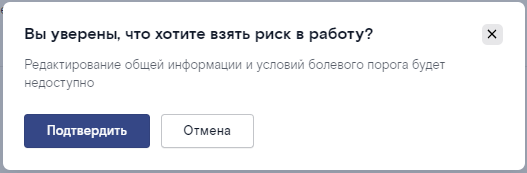 Вы уверены, что хотите взять риск в работу?
Редактирование общей информации и условий болевого порога будет
недоступно
Подтвердить
Отмена